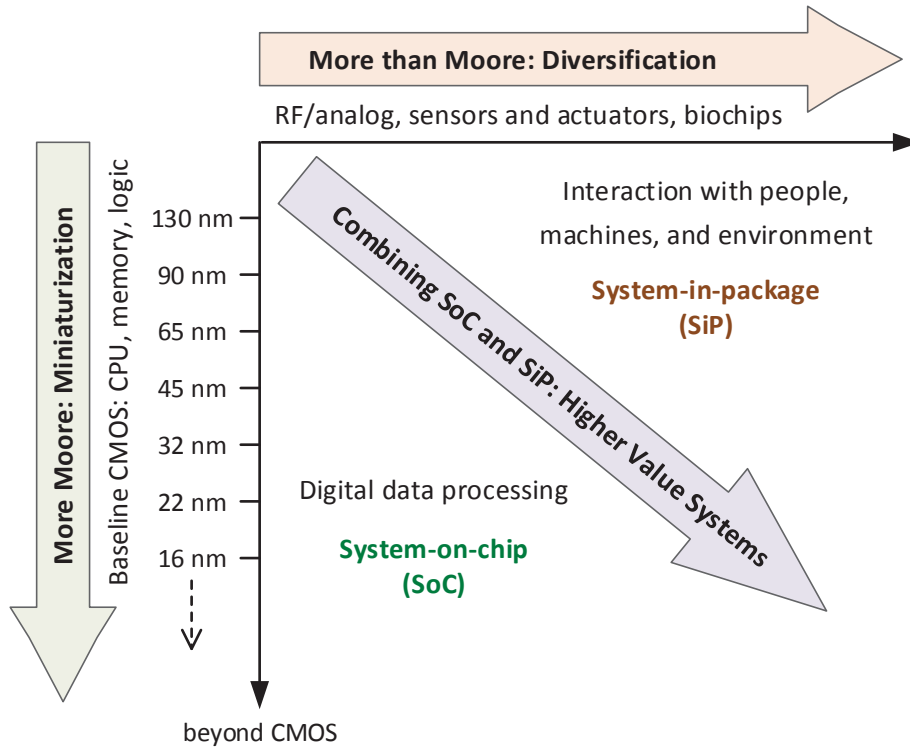 More than Moore: Diversification
RF/analog, sensors and actuators, biochips
More Moore: Miniaturization
Baseline CMOS: CPU, memory, logic
130 nm
90 nm
65 nm
45 nm
32 nm
22 nm
16 nm
beyond CMOS
Combining SoC and SiP: Higher Value Systems
Interaction with people,
machines, and environment
System-in-package
(SiP)
Digital data processing
System-on-chip
(SoC)